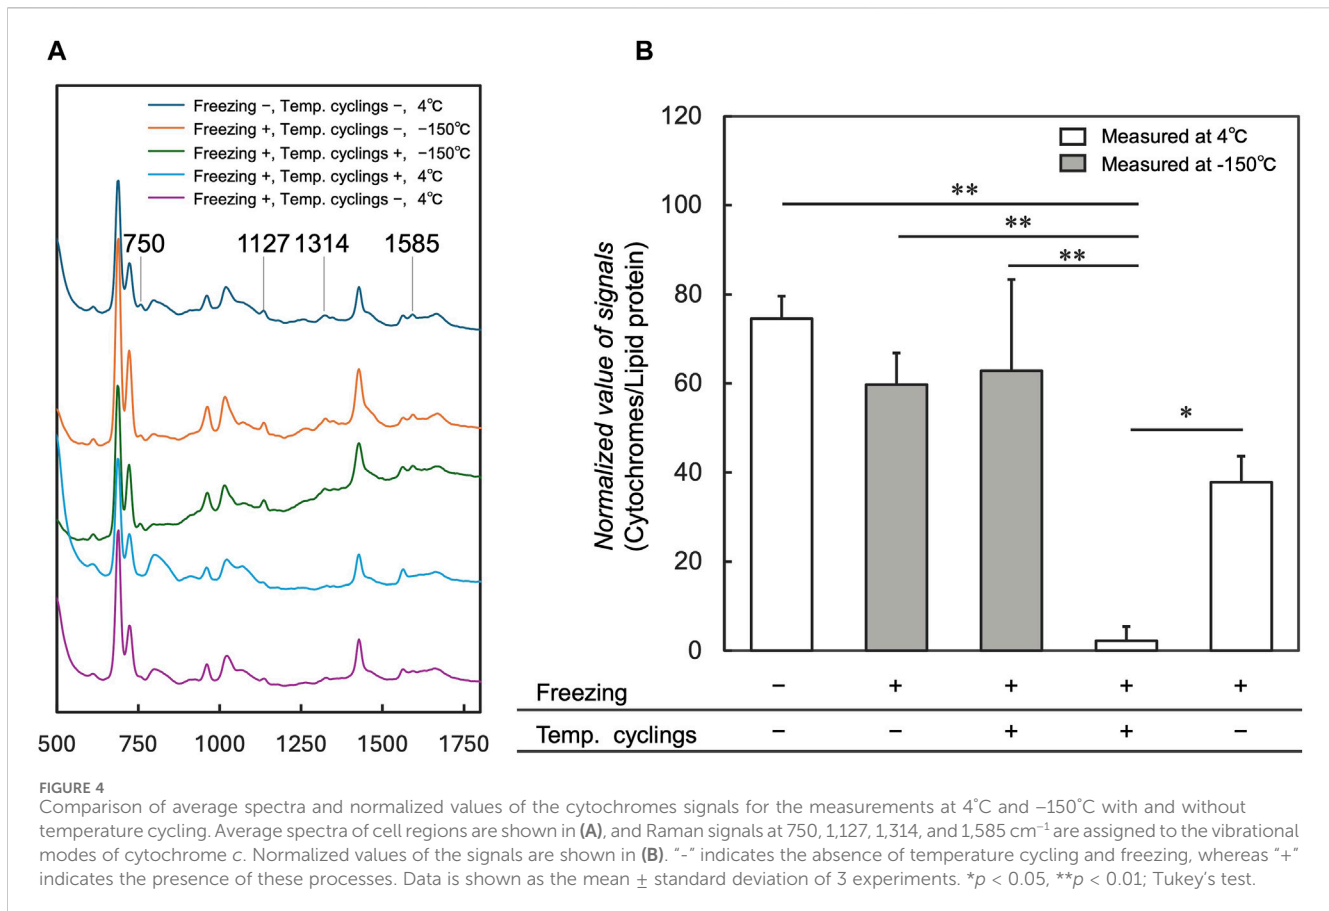 A
Freezing −, Temp. cyclings −, 4℃
Freezing +, Temp. cyclings −, −150℃
Freezing +, Temp. cyclings +, −150℃
Freezing +, Temp. cyclings +, 4℃
Freezing +, Temp. cyclings −, 4℃
750 1127 1314 1585
500 750 1000 1250 1500 1750
B
Normalized value of signals
(Cytochromes/Lipid protein)
120
100
80
60
40
20
0
Measured at 4℃
Measured at -150℃
**
**
**
*
Freezing − + + + +
Temp. cyclings − − + + −
FIGURE 4
Comparison of average spectra and normalized values of the cytochromes signals for the measurements at 4˚C and −150˚C with and without
temperature cycling. Average spectra of cell regions are shown in (A), and Raman signals at 750, 1,127, 1,314, and 1,585 cm⁻¹ are assigned to the vibrational
modes of cytochrome c. Normalized values of the signals are shown in (B). "-" indicates the absence of temperature cycling and freezing, whereas "+"
indicates the presence of these processes. Data is shown as the mean ± standard deviation of 3 experiments. *p < 0.05, **p < 0.01; Tukey's test.